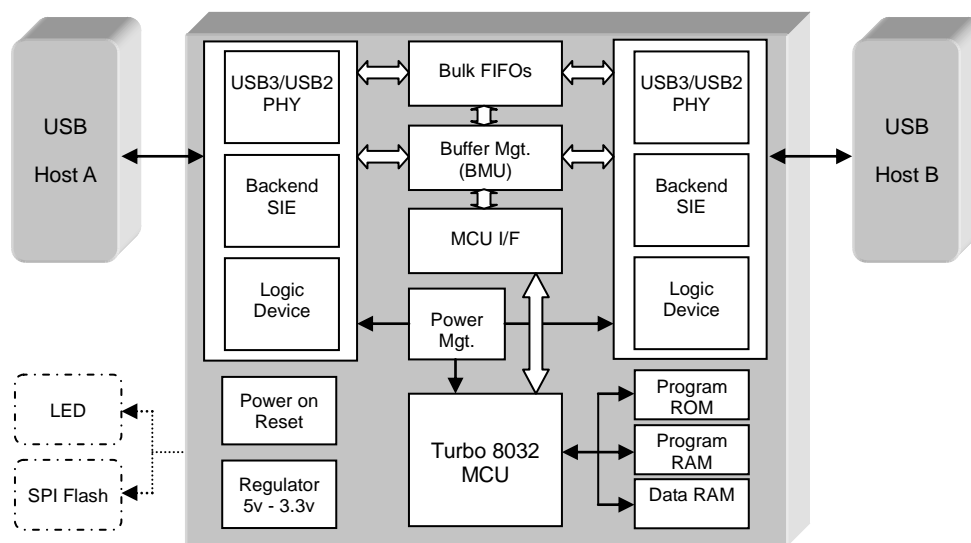 USB
Host A
USB3/USB2
PHY
Backend
SIE
Logic
Device
Bulk FIFOs
Buffer Mgt.
(BMU)
MCU I/F
Power
Mgt.
USB3/USB2
PHY
Backend
SIE
Logic
Device
USB
Host B
LED
SPI Flash
Power on
Reset
Regulator
5v - 3.3v
Turbo 8032
MCU
Program
ROM
Program
RAM
Data RAM